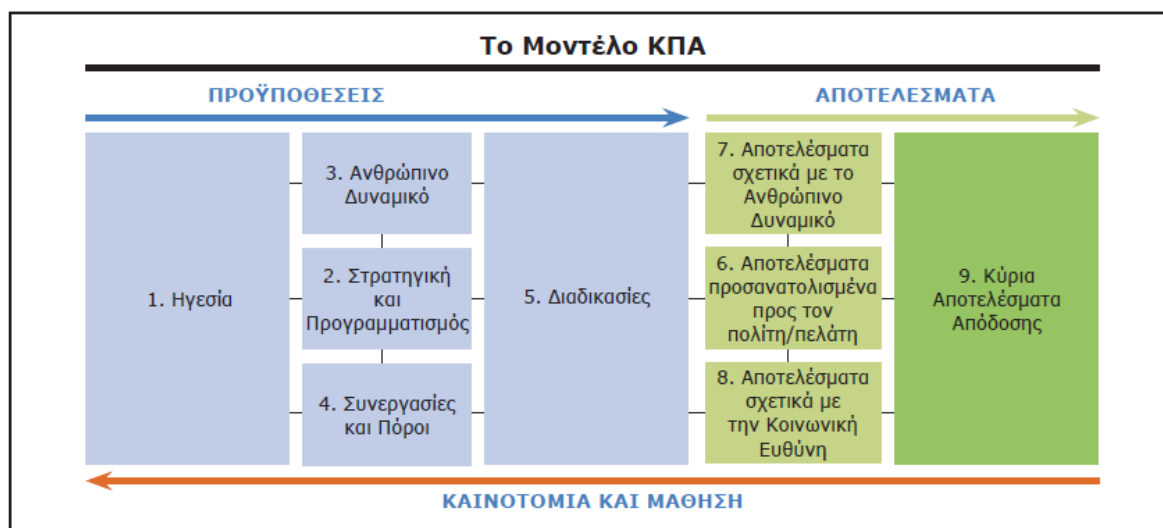 Το Μοντέλο ΚΠΑ
ΠΡΟΫΠΟΘΕΣΕΙΣ
ΑΠΟΤΕΛΕΣΜΑΤΑ
1. Ηγεσία
3. Ανθρώπινο
Δυναμικό
2. Στρατηγική
και
Προγραμματισμός
4. Συνεργασίες
και Πόροι
5. Διαδικασίες
7. Αποτελέσματα
σχετικά με το
Ανθρώπινο
Δυναμικό
6. Αποτελέσματα
προσανατολισμένα
προς τον
πολίτη/πελάτη
8. Αποτελέσματα
σχετικά με
την Κοινωνική
Ευθύνη
9. Κύρια
Αποτελέσματα
Απόδοσης
ΚΑΙΝΟΤΟΜΙΑ ΚΑΙ ΜΑΘΗΣΗ